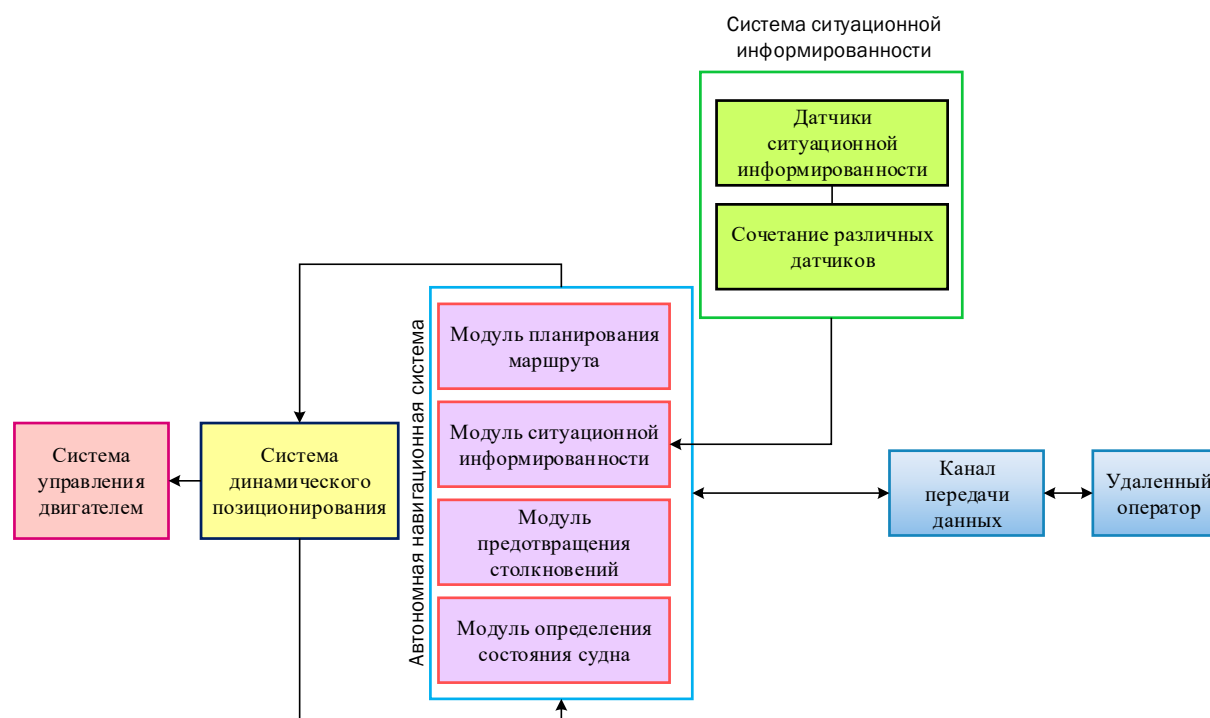 Система ситуационной
информированности
Датчики
ситуационной
информированности
Сочетание различных
датчиков
Автономная навигационная система
Модуль планирования
маршрута
Модуль ситуационной
информированности
Модуль
предотвращения
столкновений
Модуль определения
состояния судна
Система
управления
двигателем
Система
динамического
позиционирования
Канал
передачи
данных
Удаленный
оператор